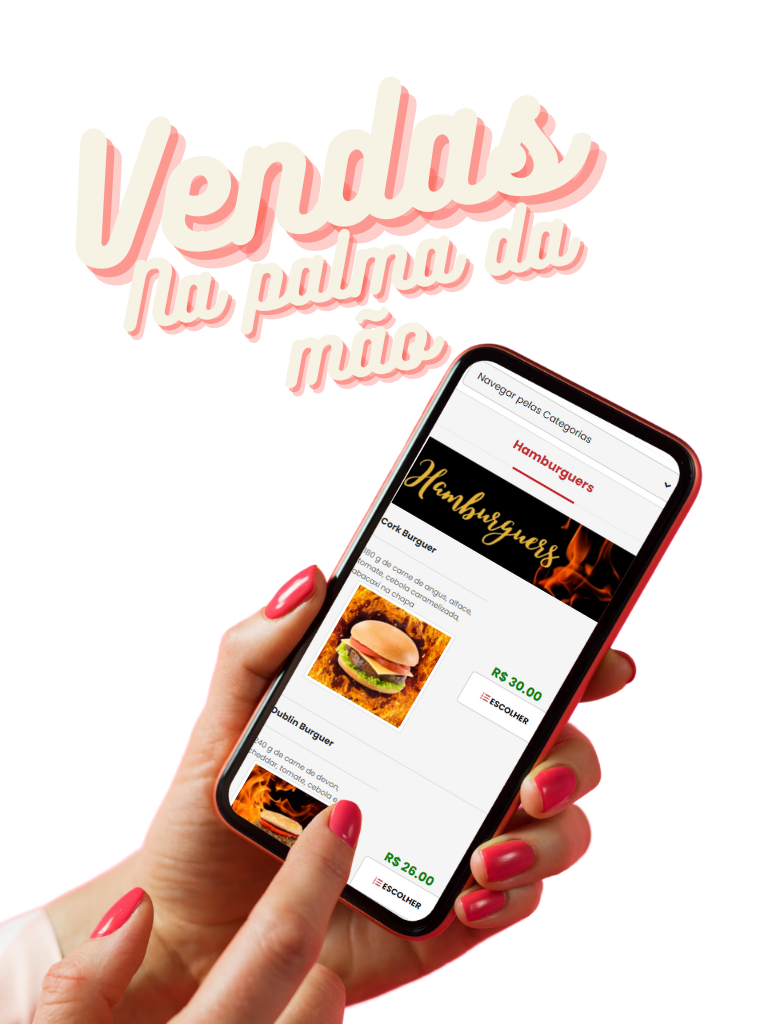 Vendas
Na palma da
mão
Navegar pelas Categorias
Hamburguers
Hamburguers
Cork Burguer
180 g de carne de angus, alface,
tomate, cebola caramelizada,
abacaxi na chapa
R$ 30.00
ESCOLHER
Dublin Burguer
240 g de carne de devon,
cheddar, tomate, cebola e
R$ 26.00
ESCOLHER